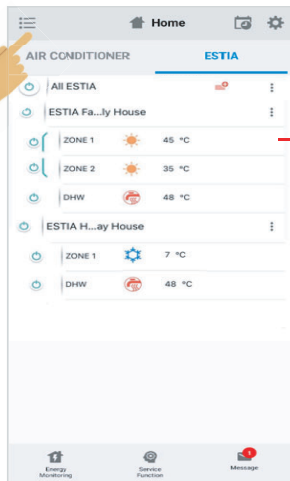 Home
AIR CONDITIONER ESTIA
All ESTIA
ESTIA Fa...ly House
ZONE 1 45 °C
ZONE 2 35 °C
DHW 48 °C
ESTIA H...ay House
ZONE 1 7 °C
DHW 48 °C
Energy Monitoring
Service Function
Message
1